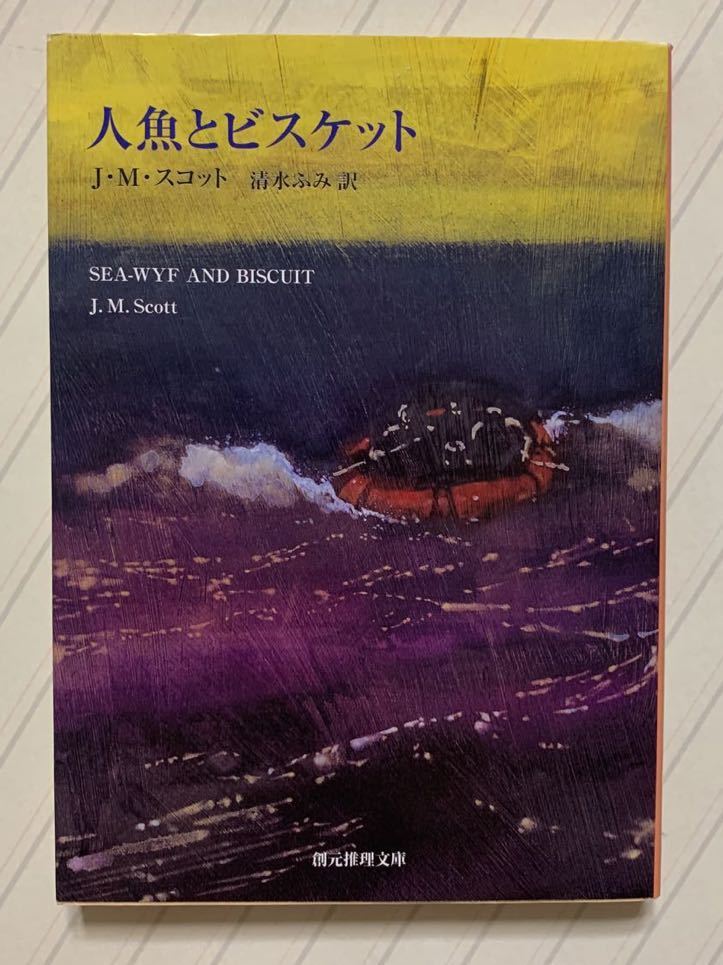 人魚とビスケット
J・M・スコット 清水ふみ 訳
SEA-WYF AND BISCUIT
J. M. Scott
創元推理文庫